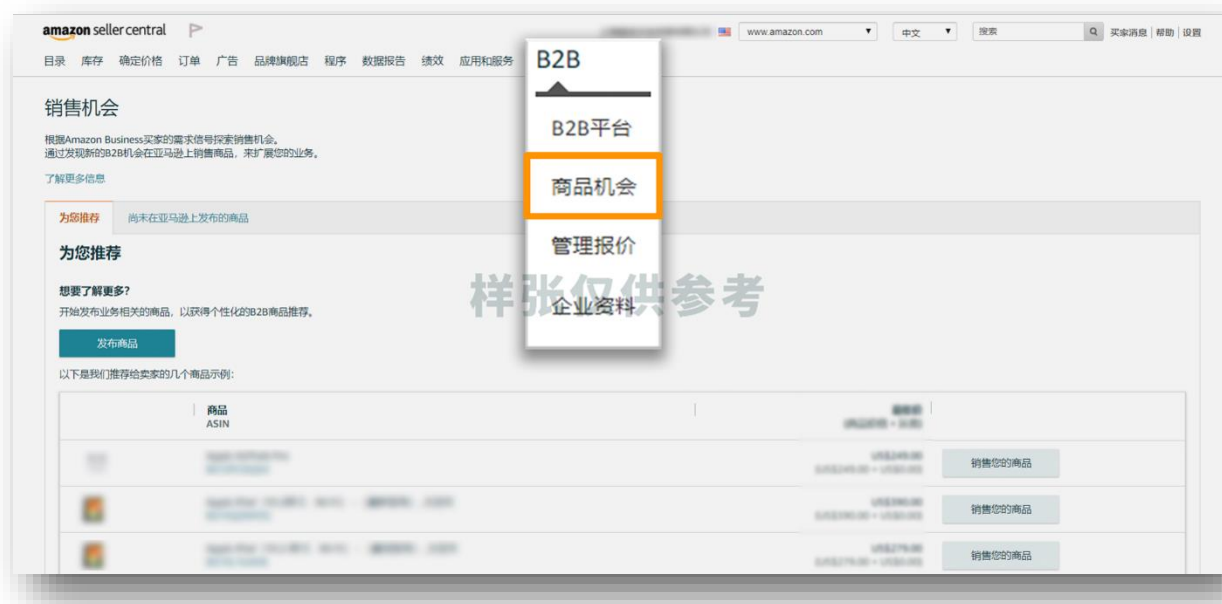 amazon seller central
www.amazon.com
中文
搜索
买家消息 | 帮助 | 设置
目录 库存 确定价格 订单 广告 品牌旗舰店 程序 数据报告 绩效 应用和服务
B2B
B2B平台
商品机会
管理报价
企业资料
销售机会
根据Amazon Business买家的需求信号探索销售机会。
通过发现新的B2B机会在亚马逊上销售商品，来扩展您的业务。
了解更多信息
为您推荐 尚未在亚马逊上发布的商品
为您推荐
样张仅供参考
想要了解更多?
开始发布业务相关的商品，以获得个性化的B2B商品推荐。
发布商品
以下是我们推荐给卖家的几个商品示例:
商品
ASIN
销售您的商品
销售您的商品
销售您的商品